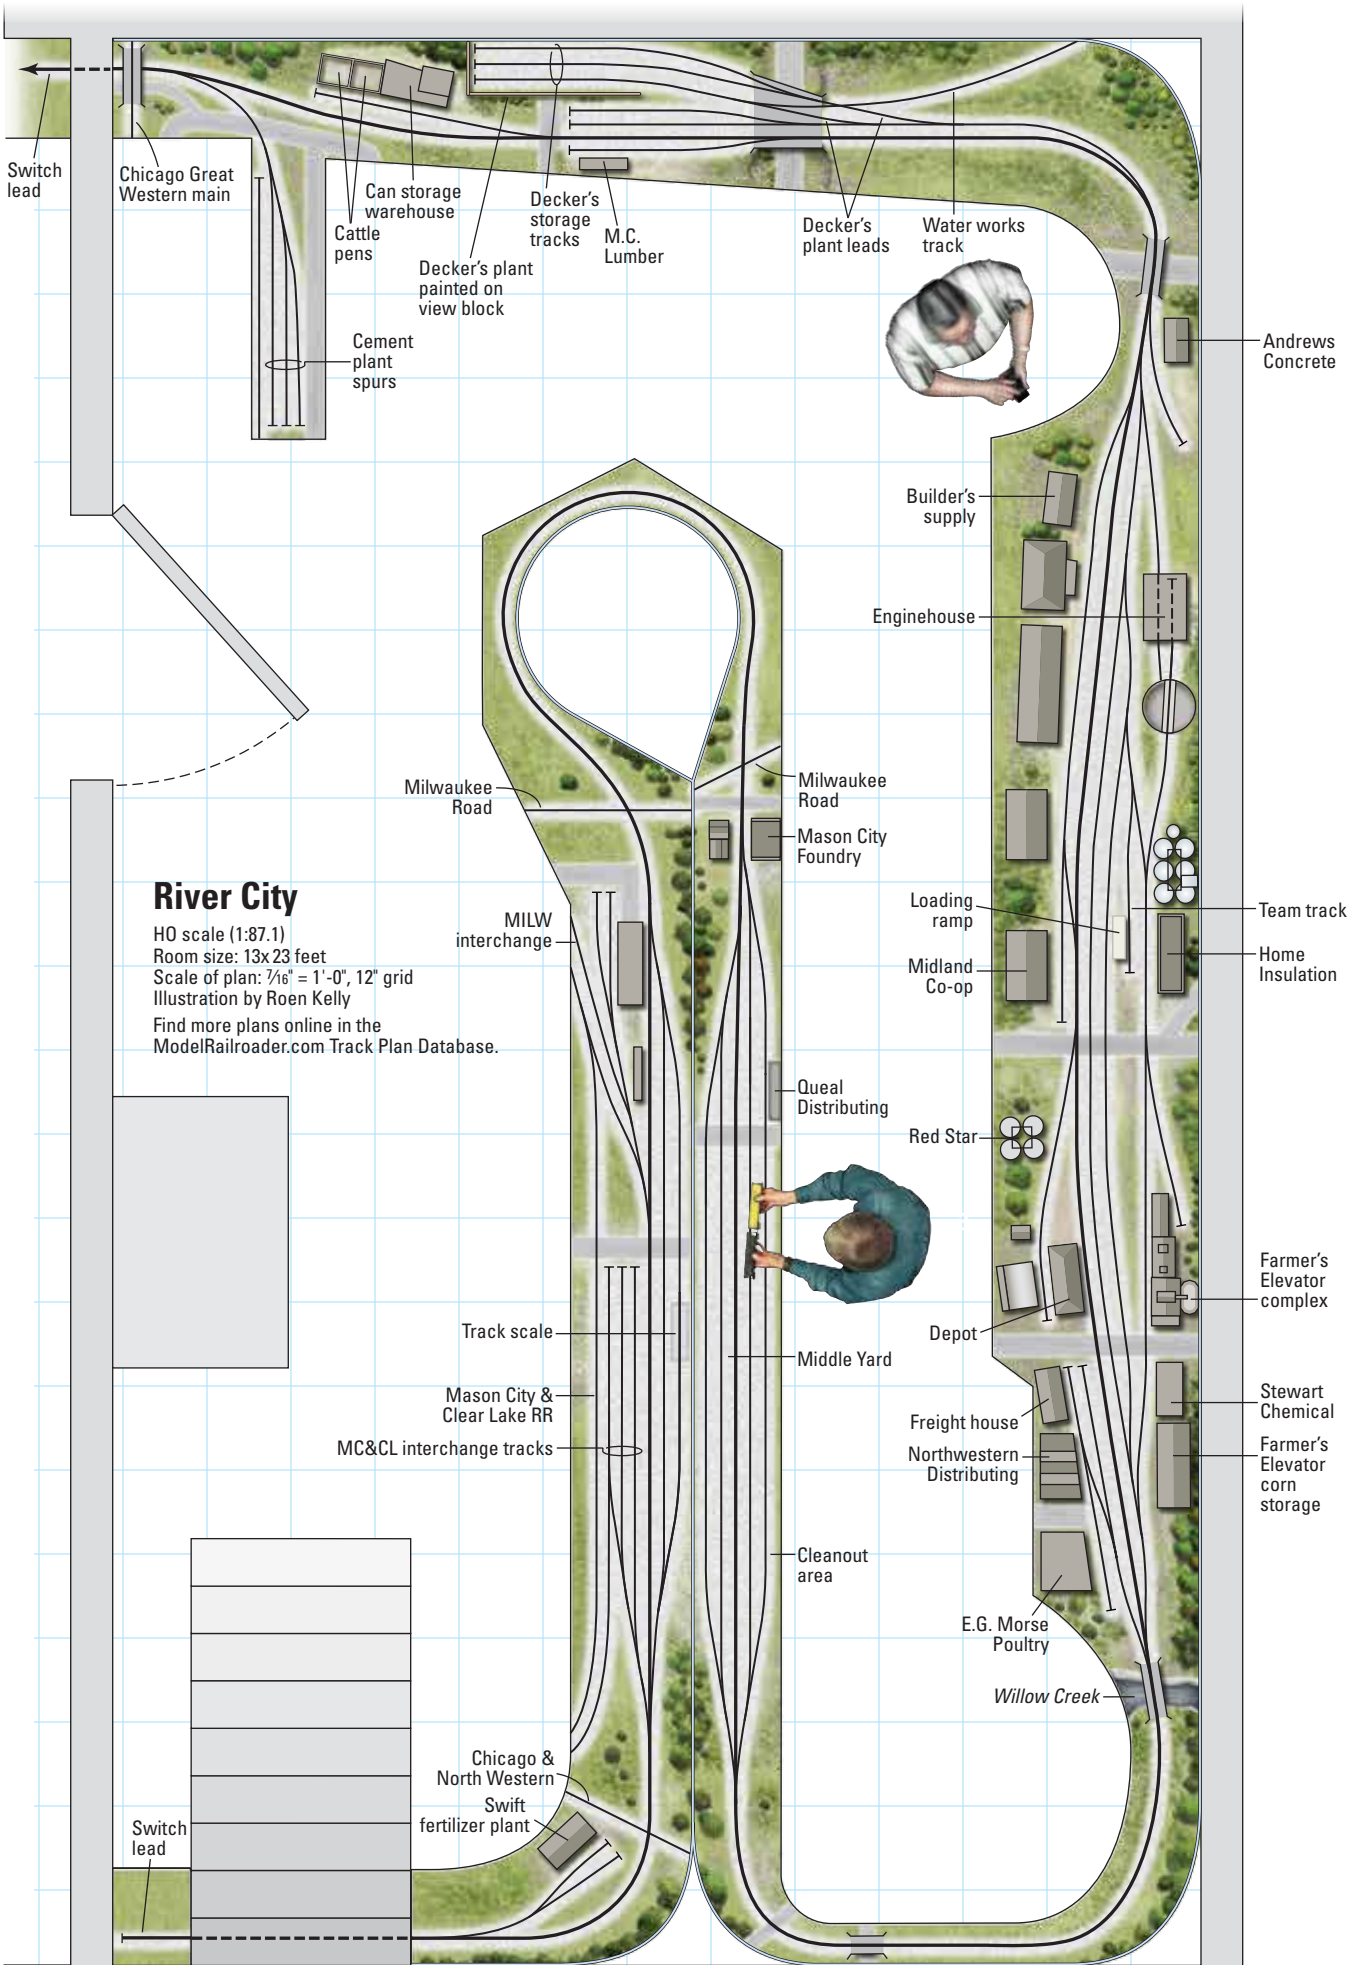 Switch
lead
Chicago Great
Western main
Cattle
pens
Can storage
warehouse
Decker's plant
painted on
view block
Decker's
storage
tracks
M.C.
Lumber
Decker's
plant leads
Water works
track
Cement
plant
spurs
Andrews
Concrete
Builder's
supply
Enginehouse
Milwaukee
Road
Milwaukee
Road
Mason City
Foundry
River City
HO scale (1:87.1)
Room size: 13x 23 feet
Scale of plan: 7/16" = 1'-0", 12" grid
Illustration by Roen Kelly
Find more plans online in the
ModelRailroader.com Track Plan Database.
MILW
interchange
Loading
ramp
Team track
Midland
Co-op
Home
Insulation
Queal
Distributing
Red Star
Farmer's
Elevator
complex
Track scale
Depot
Middle Yard
Mason City &
Clear Lake RR
MC&CL interchange tracks
Freight house
Stewart
Chemical
Northwestern
Distributing
Farmer's
Elevator
corn
storage
Cleanout
area
E.G. Morse
Poultry
Willow Creek
Chicago &
North Western
Swift
fertilizer plant
Switch
lead